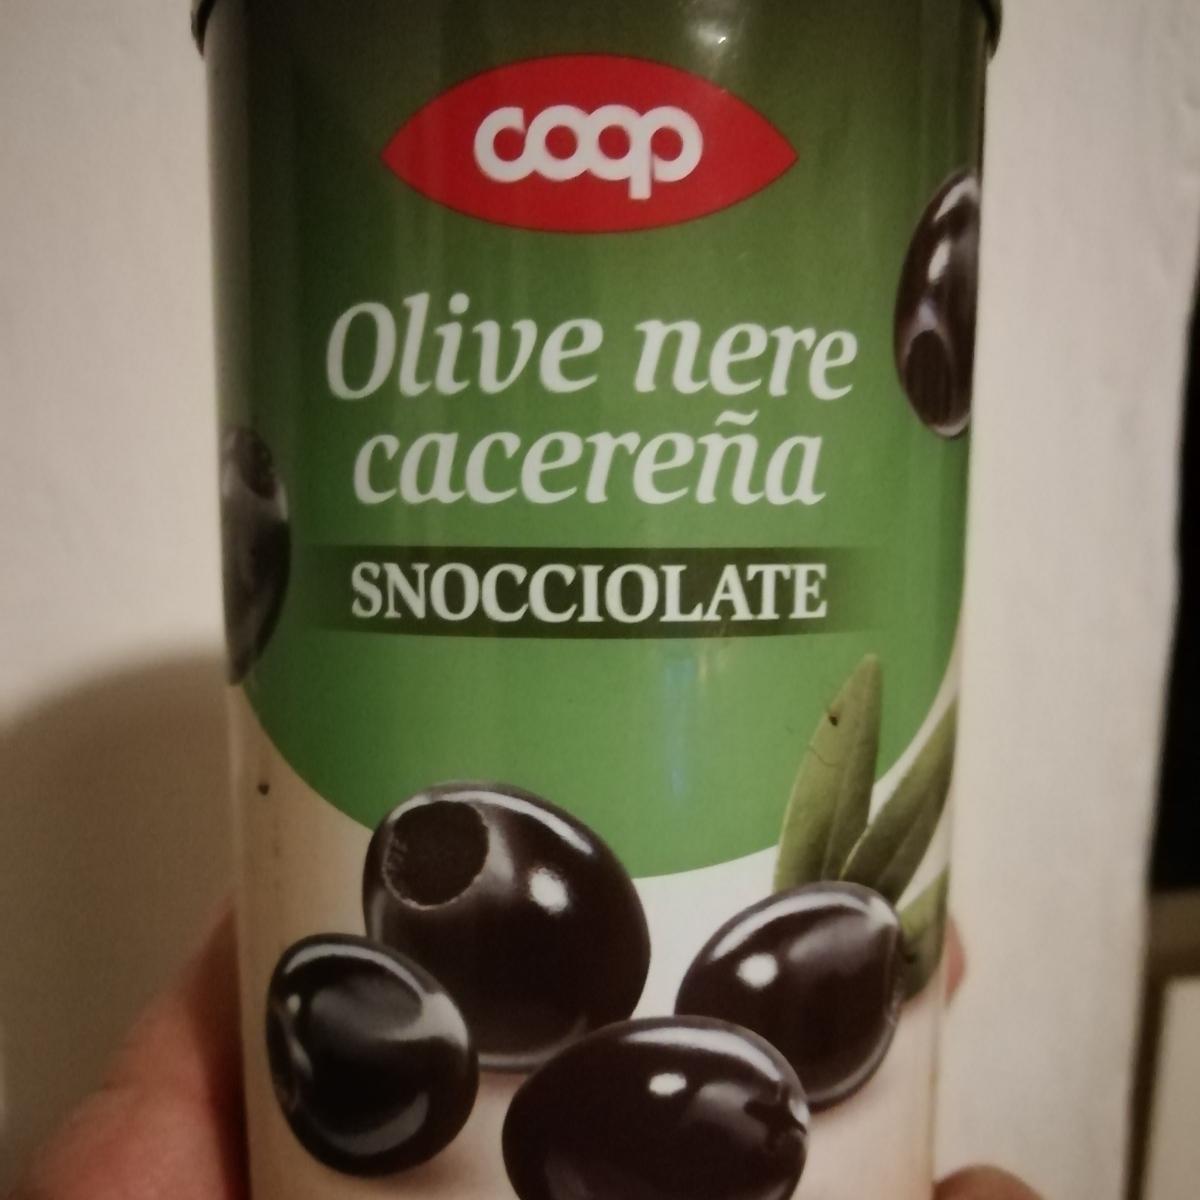 coop
Olive nere
cacereña
SNOCCIOLATE